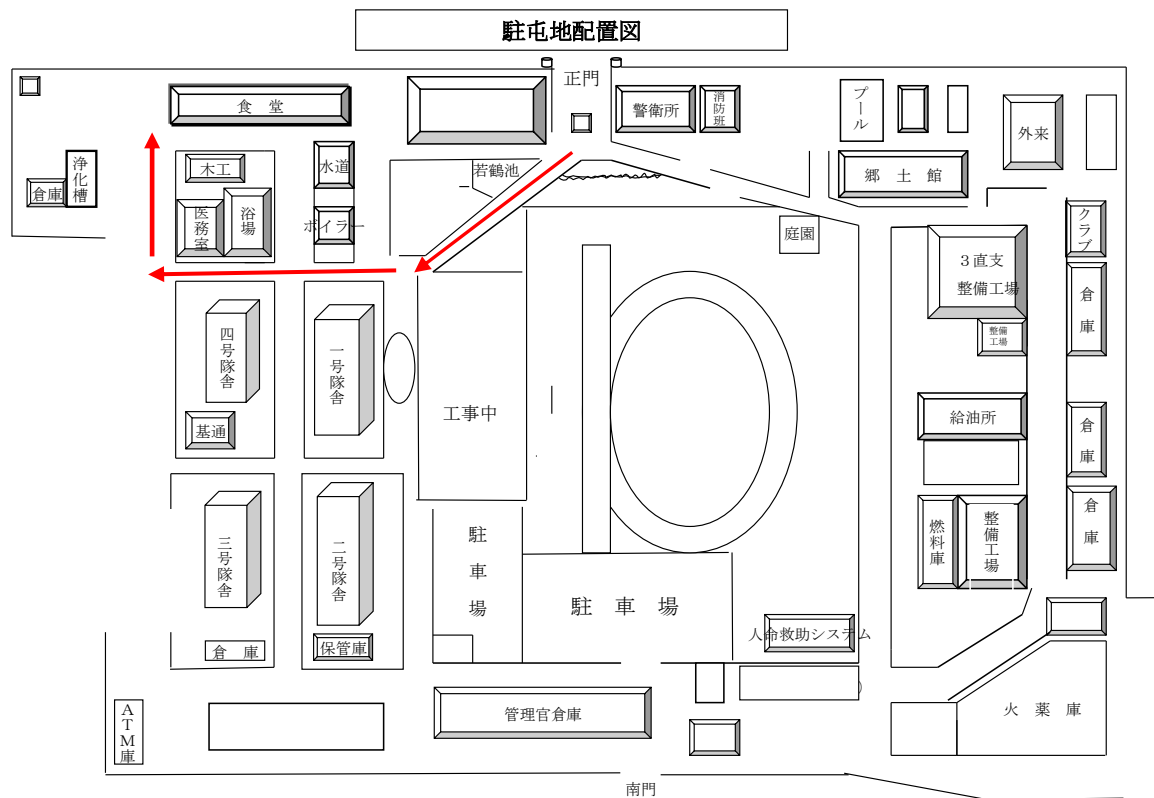 駐屯地配置図
正門
食 堂
警衛所
消防班
プール
外来
浄化槽
倉庫
木工
水道
若鶴池
郷土館
医務室
浴場
ボイラー
庭園
クラブ
３直支
整備工場
倉庫
整備
工場
四号隊舎
一号隊舎
工事中
給油所
倉庫
基通
三号隊舎
二号隊舎
駐車場
駐 車 場
燃料庫
整備工場
倉庫
人命救助システム
倉 庫
保管庫
ATM庫
管理官倉庫
火 薬 庫
南門